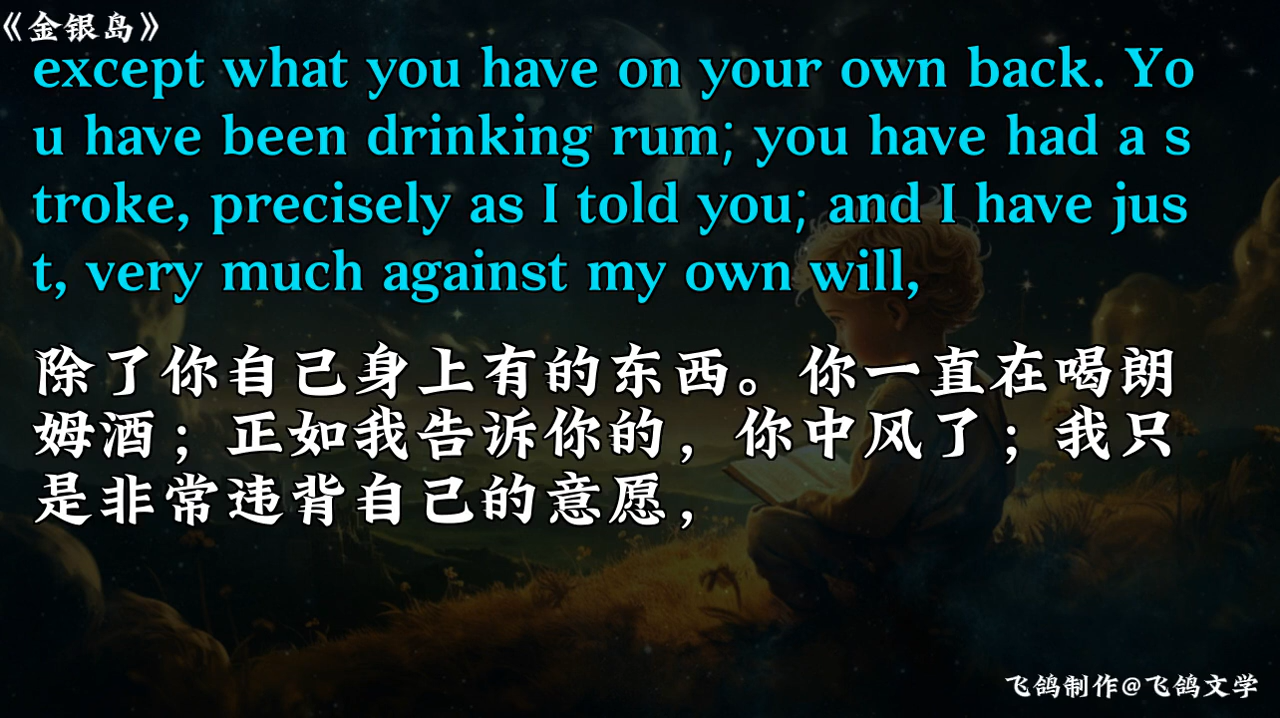 《金银岛》
except what you have on your own back. Yo
u have been drinking rum; you have had a s
troke, precisely as I told you; and I have jus
t, very much against my own will,
除了你自己身上有的东西。你一直在喝朗
姆酒；正如我告诉你的，你中风了；我只
是非常违背自己的意愿，
飞鸽制作@飞鸽文学